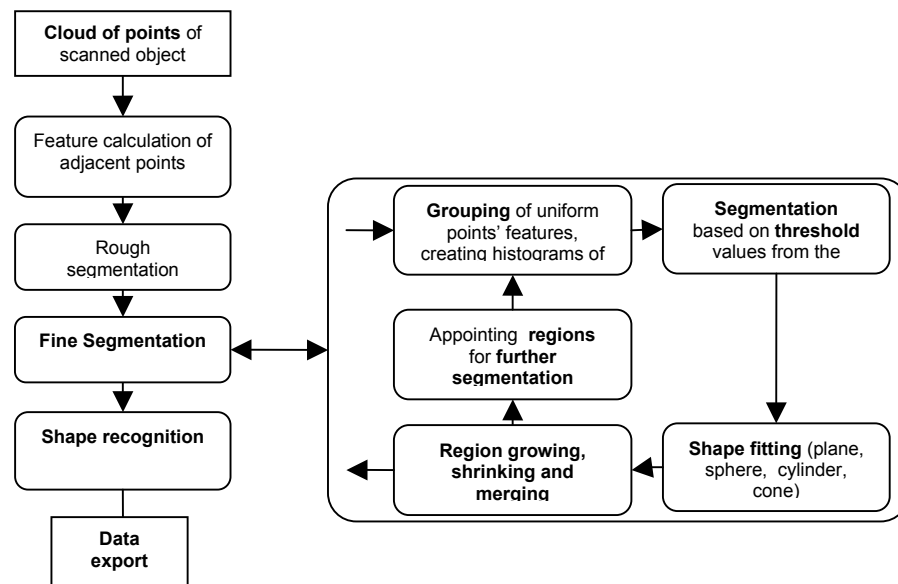 Cloud of points of
scanned object
Feature calculation of
adjacent points
Rough
segmentation
Fine Segmentation
Shape recognition
Data
export
Grouping of uniform
points’ features,
creating histograms of
Segmentation
based on threshold
values from the
Appointing regions
for further
segmentation
Region growing,
shrinking and
merging
Shape fitting (plane,
sphere, cylinder,
cone)